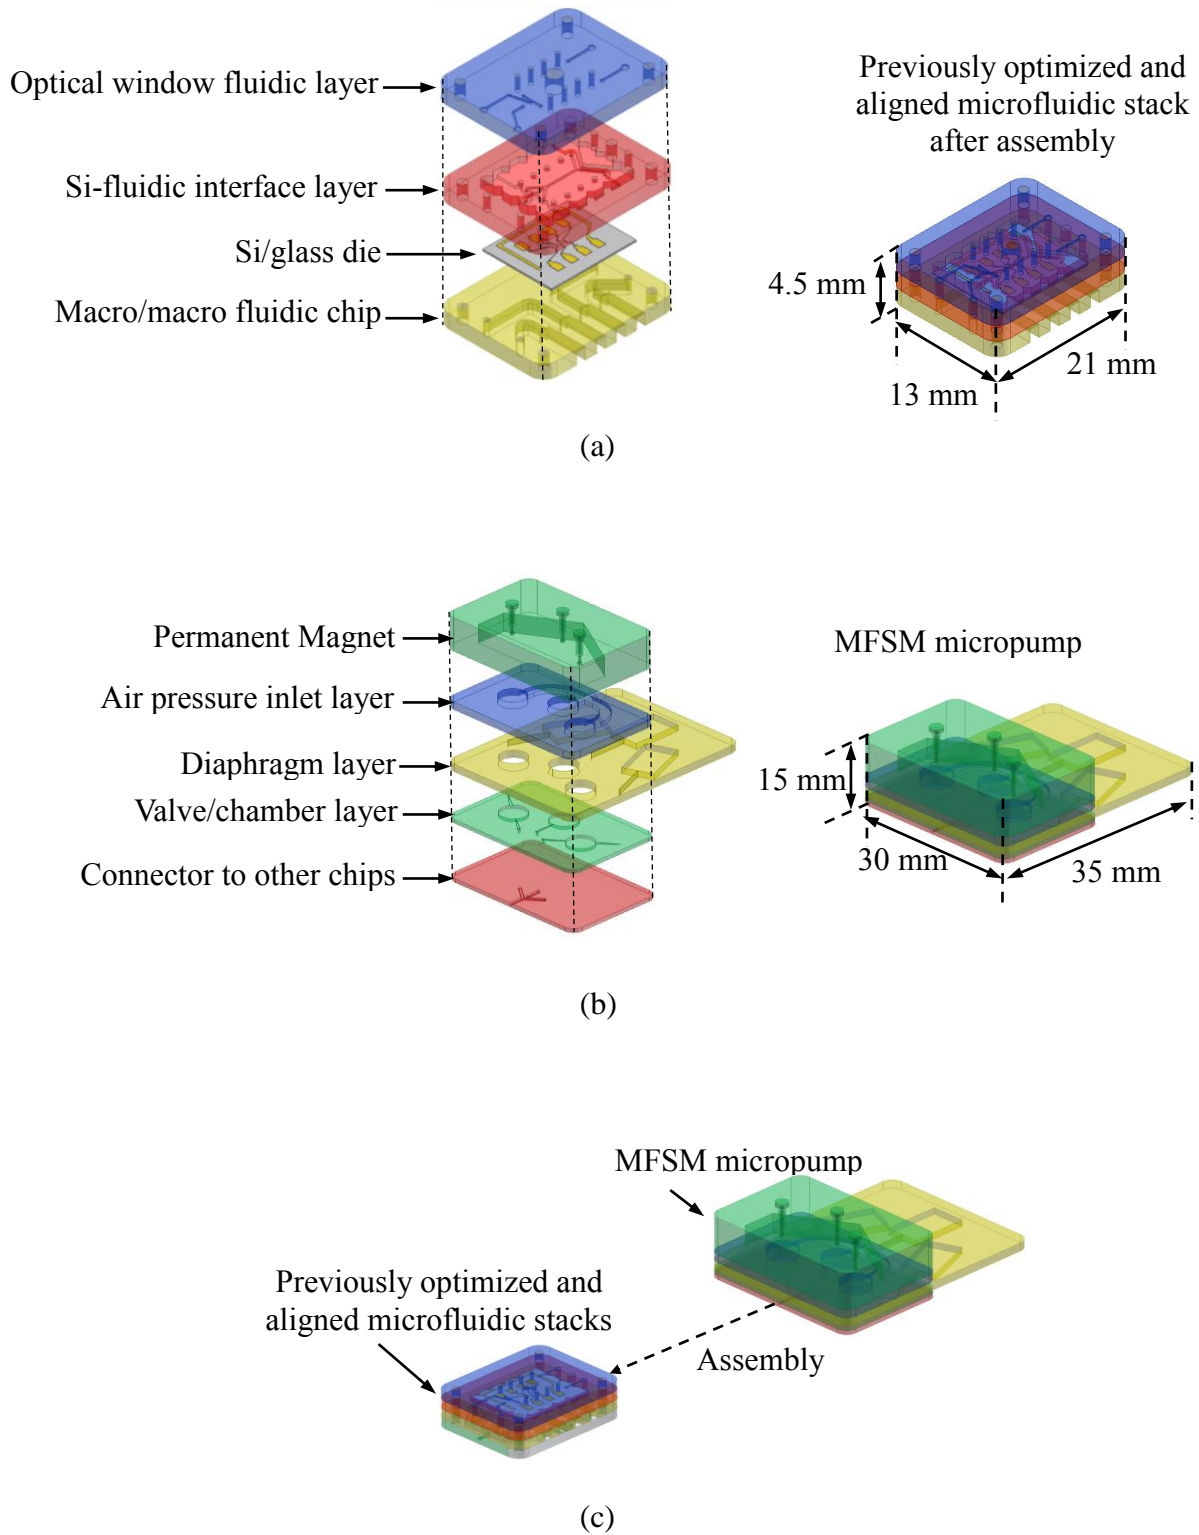 Optical window fluidic layer
Si-fluidic interface layer
Si/glass die
Macro/macro fluidic chip
Previously optimized and
aligned microfluidic stack
after assembly
4.5 mm
13 mm
21 mm
(a)
Permanent Magnet
Air pressure inlet layer
Diaphragm layer
Valve/chamber layer
Connector to other chips
MFSM micropump
15 mm
30 mm
35 mm
(b)
MFSM micropump
Previously optimized and
aligned microfluidic stacks
Assembly
(c)